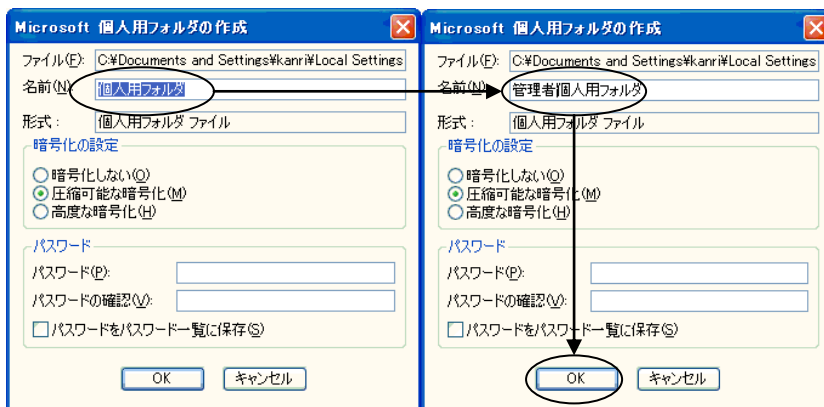 Microsoft 個人用フォルダの作成
ファイル(F): C:¥Documents and Settings¥kanri¥Local Settings
名前(N): 個人用フォルダ
形式: 個人用フォルダ ファイル
暗号化の設定
暗号化しない(O)
圧縮可能な暗号化(M)
高度な暗号化(H)
パスワード
パスワード(P):
パスワードの確認(V):
パスワードをパスワード一覧に保存(S)
OK キャンセル
Microsoft 個人用フォルダの作成
ファイル(F): C:¥Documents and Settings¥kanri¥Local Settings
名前(N): 管理者個人用フォルダ
形式: 個人用フォルダ ファイル
暗号化の設定
暗号化しない(O)
圧縮可能な暗号化(M)
高度な暗号化(H)
パスワード
パスワード(P):
パスワードの確認(V):
パスワードをパスワード一覧に保存(S)
OK キャンセル